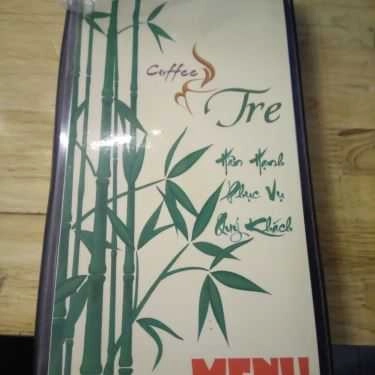 Coffee
Tre
Hân Hạnh
Phục Vụ
Quý Khách
MENU